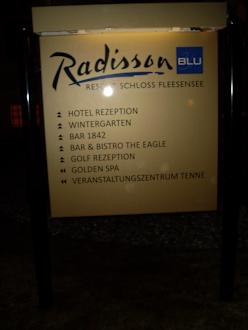 Radisson BLU
RESORT SCHLOSS FLEESENSEE
HOTEL REZEPTION
WINTERGARTEN
BAR 1842
BAR & BISTRO THE EAGLE
GOLF REZEPTION
GOLDEN SPA
VERANSTALTUNGSZENTRUM TENNE